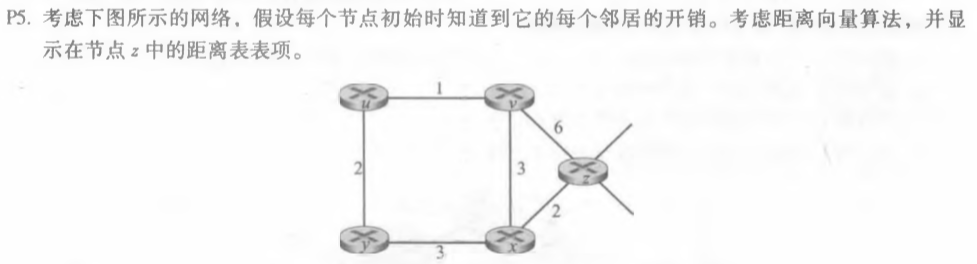 P5. 考虑下图所示的网络，假设每个节点初始时知道到它的每个邻居的开销。考虑距离向量算法，并显
示在节点 z 中的距离表表项。
u
1
v
6
2
3
z
2
y
3
x